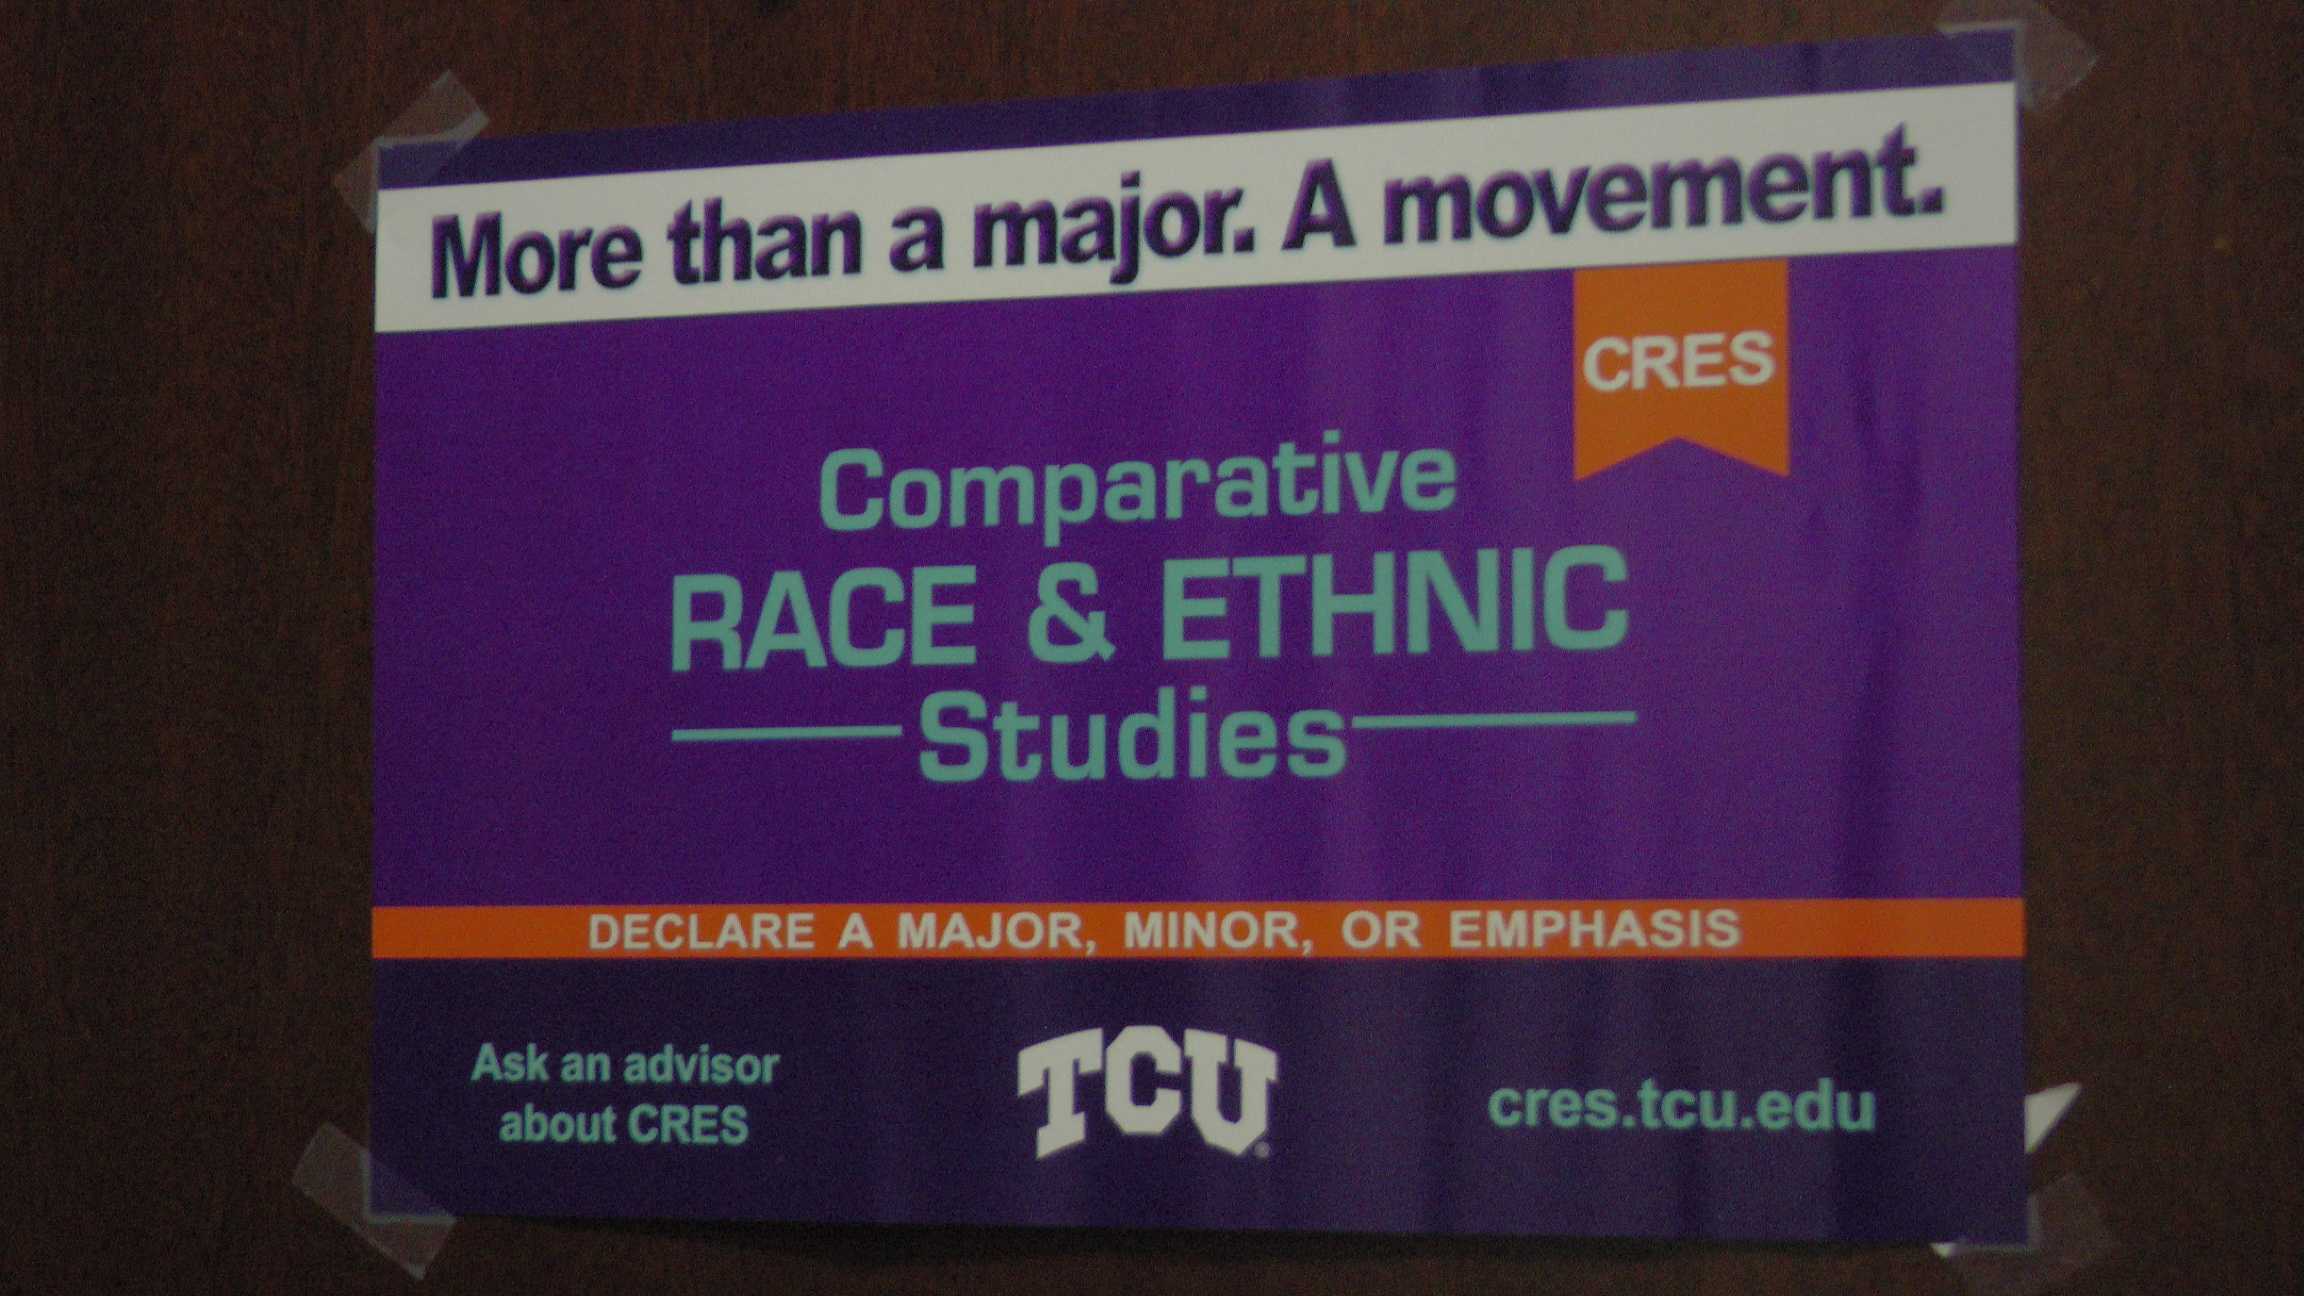 More than a major. A movement.
CRES
Comparative
RACE & ETHNIC
Studies
DECLARE A MAJOR, MINOR, OR EMPHASIS
Ask an advisor
about CRES
TCU®
cres.tcu.edu